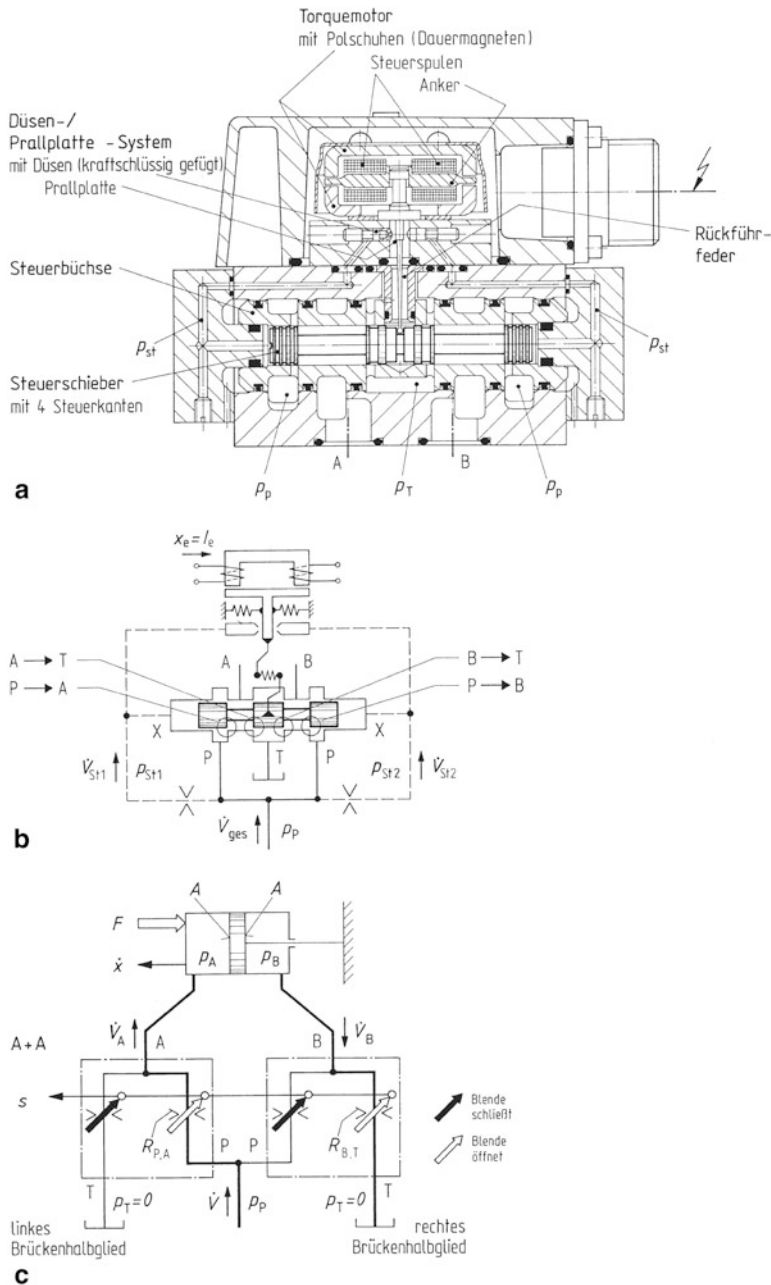 Torquemotor
mit Polschuhen (Dauermagneten)
Steuerspulen
Anker
Düsen-/
Prallplatte - System
mit Düsen (kraftschlüssig gefügt)
Prallplatte
Rückführ-
feder
Steuerbüchse
p_st
p_st
Steuerschieber
mit 4 Steuerkanten
A
B
p_p
p_T
p_p
a
x_e = I_e
A → T
A
B
B → T
P → A
P → B
X
X
P
T
P
V̇_St1
p_St1
p_St2
V̇_St2
V̇_ges
p_P
b
A
A
F
p_A
p_B
ẋ
V̇_A
A
B
V̇_B
A + A
s
Blende
schließt
R_P,A
P
P
R_B,T
Blende
öffnet
T
p_T = 0
V̇
p_P
p_T = 0
T
linkes
Brückenhalbglied
rechtes
Brückenhalbglied
c